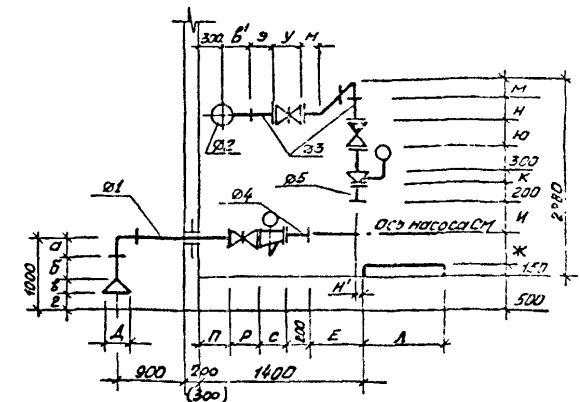 300 В' Э У М
М
Н
Ю
300
К
200
И
Ж
150
500
2980
Ø2
Ø3
Ø5
Ø1
Ø4
ось насоса СМ
а
Б
в
г
1000
Н'
Д
П Р С 200 Е Л
900 200 1400
(300)